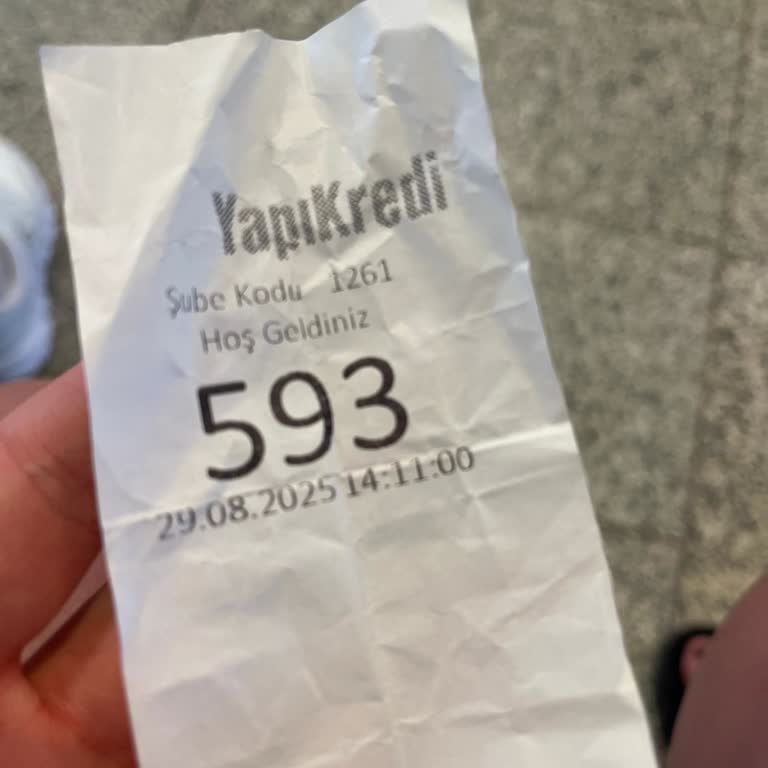 YapıKredi
Şube Kodu 1261
Hoş Geldiniz
593
29.08.2025 14:11:00